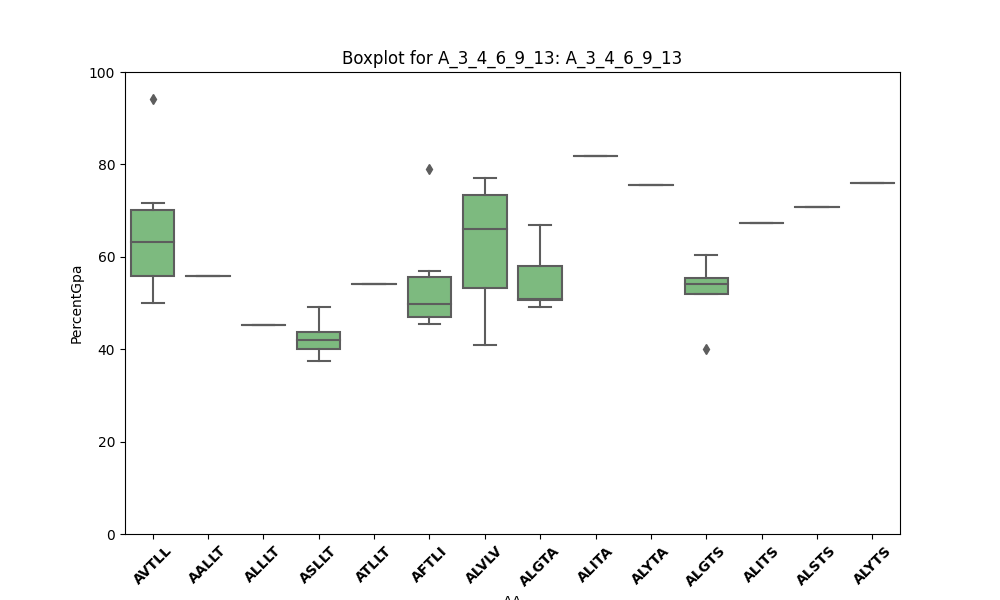 Boxplot for A_3_4_6_9_13: A_3_4_6_9_13
PercentGpa
100
80
60
40
20
0
AVTLL AALLT ALLLT ASLLT ATLLT AFTLI ALVLV ALGTA ALITA ALYTA ALGTS ALITS ALSTS ALYTS
AA